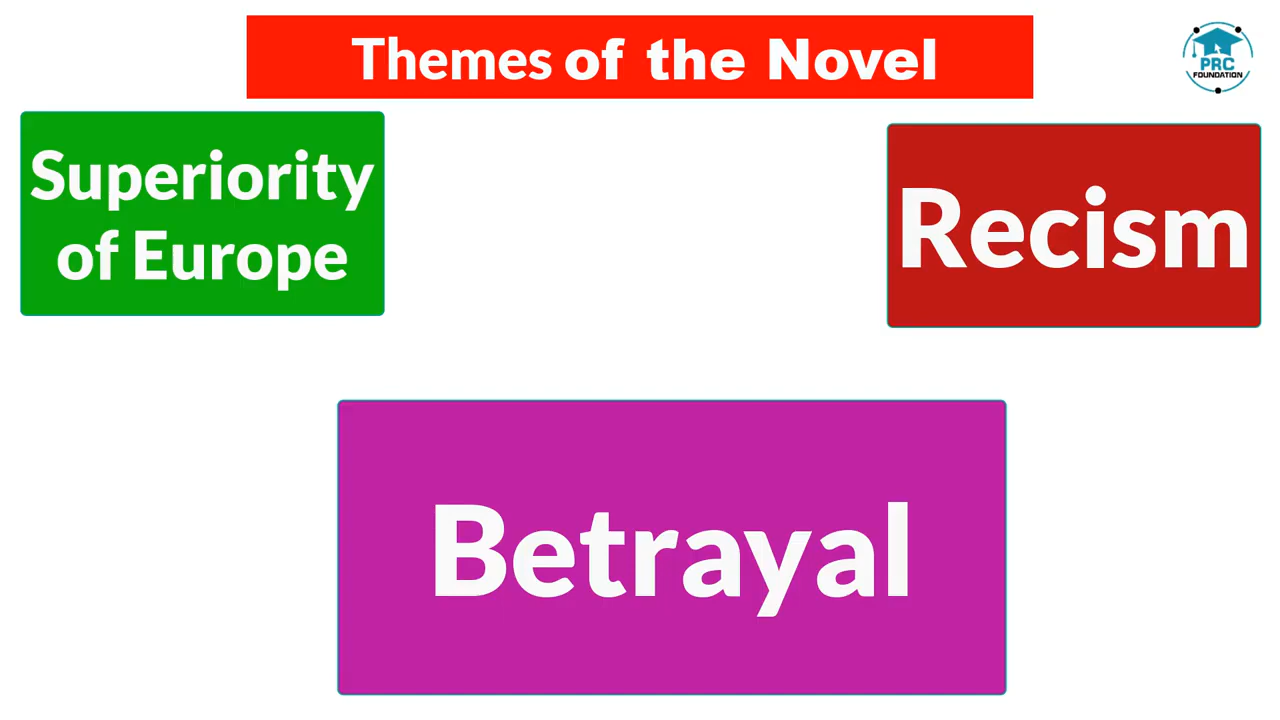 Themes of the Novel
PRC
FOUNDATION
Superiority
of Europe
Recism
Betrayal